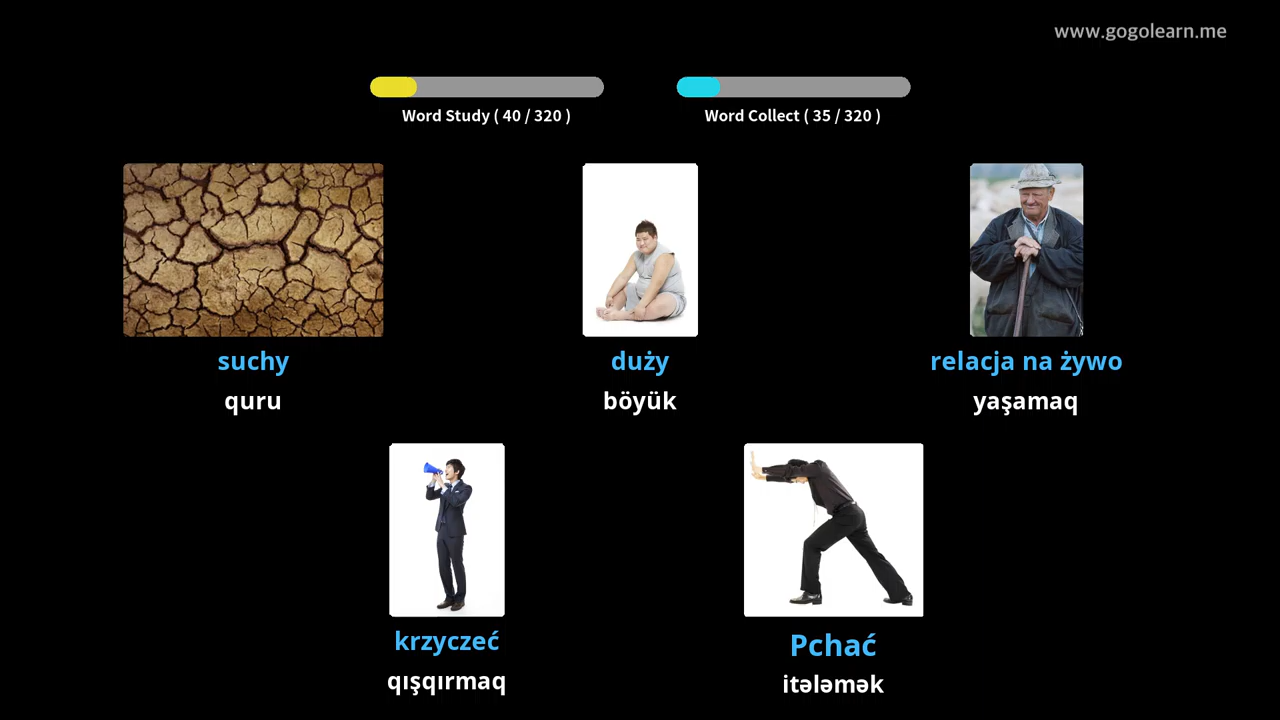 www.gogolearn.me
Word Study ( 40 / 320 )
Word Collect ( 35 / 320 )
suchy
duży
relacja na żywo
quru
böyük
yaşamaq
krzyczeć
Pchać
qışqırmaq
itələmək